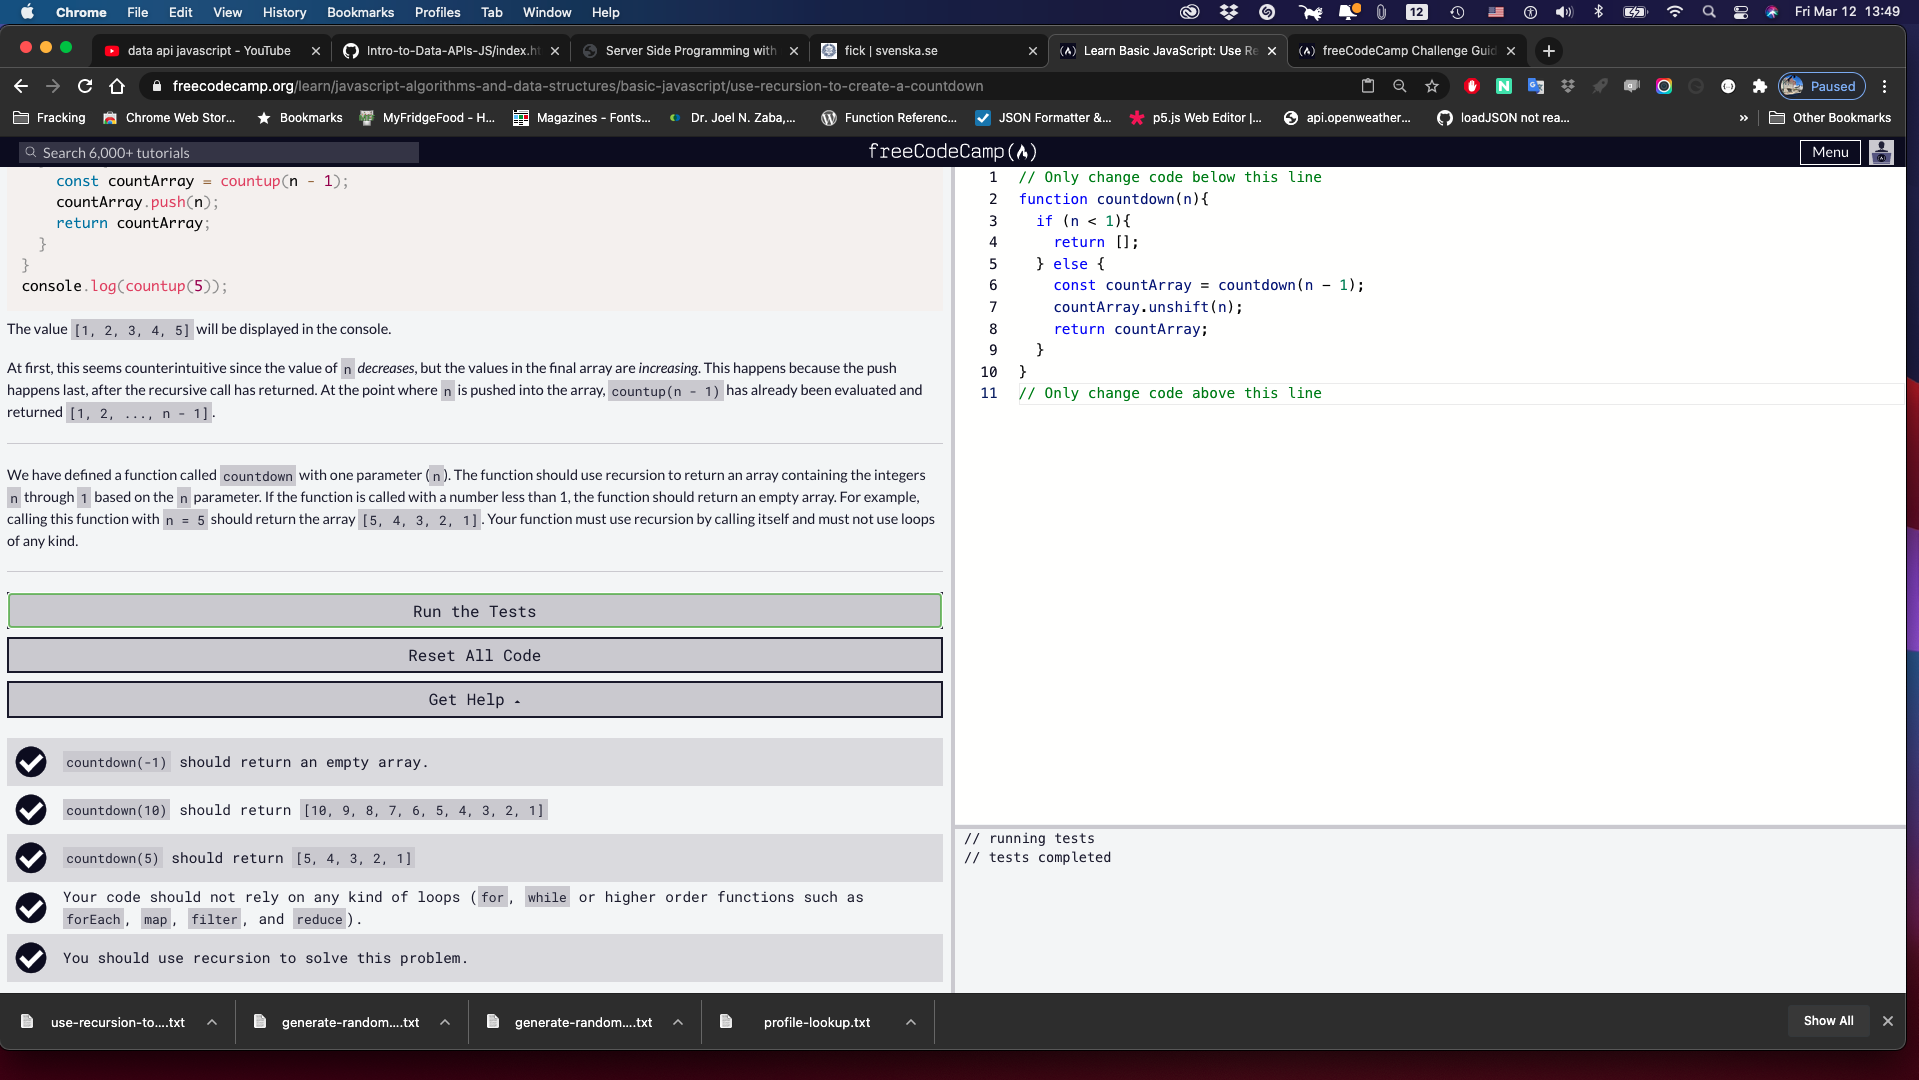 Chrome File Edit View History Bookmarks Profiles Tab Window Help 12 Fri Mar 12 13:49
data api javascript - YouTube Intro-to-Data-APIs-JS/index.ht Server Side Programming with fick | svenska.se Learn Basic JavaScript: Use Re freeCodeCamp Challenge Guid
freecodecamp.org/learn/javascript-algorithms-and-data-structures/basic-javascript/use-recursion-to-create-a-countdown Paused
Fracking Chrome Web Stor... Bookmarks MyFridgeFood - H... Magazines - Fonts... Dr. Joel N. Zaba,... Function Referenc... JSON Formatter &... p5.js Web Editor |... api.openweather... loadJSON not rea... » Other Bookmarks
Search 6,000+ tutorials freeCodeCamp Menu
const countArray = countup(n - 1);
countArray.push(n);
return countArray;
}
}
console.log(countup(5));
The value [1, 2, 3, 4, 5] will be displayed in the console.
At first, this seems counterintuitive since the value of n decreases, but the values in the final array are increasing. This happens because the push
happens last, after the recursive call has returned. At the point where n is pushed into the array, countup(n - 1) has already been evaluated and
returned [1, 2, ..., n - 1].
We have defined a function called countdown with one parameter (n). The function should use recursion to return an array containing the integers
n through 1 based on the n parameter. If the function is called with a number less than 1, the function should return an empty array. For example,
calling this function with n = 5 should return the array [5, 4, 3, 2, 1]. Your function must use recursion by calling itself and must not use loops
of any kind.
Run the Tests
Reset All Code
Get Help
countdown(-1) should return an empty array.
countdown(10) should return [10, 9, 8, 7, 6, 5, 4, 3, 2, 1]
countdown(5) should return [5, 4, 3, 2, 1]
Your code should not rely on any kind of loops (for, while or higher order functions such as
forEach, map, filter, and reduce).
You should use recursion to solve this problem.
1 // Only change code below this line
2 function countdown(n){
3 if (n < 1){
4 return [];
5 } else {
6 const countArray = countdown(n - 1);
7 countArray.unshift(n);
8 return countArray;
9 }
10 }
11 // Only change code above this line
// running tests
// tests completed
use-recursion-to....txt generate-random....txt generate-random....txt profile-lookup.txt Show All